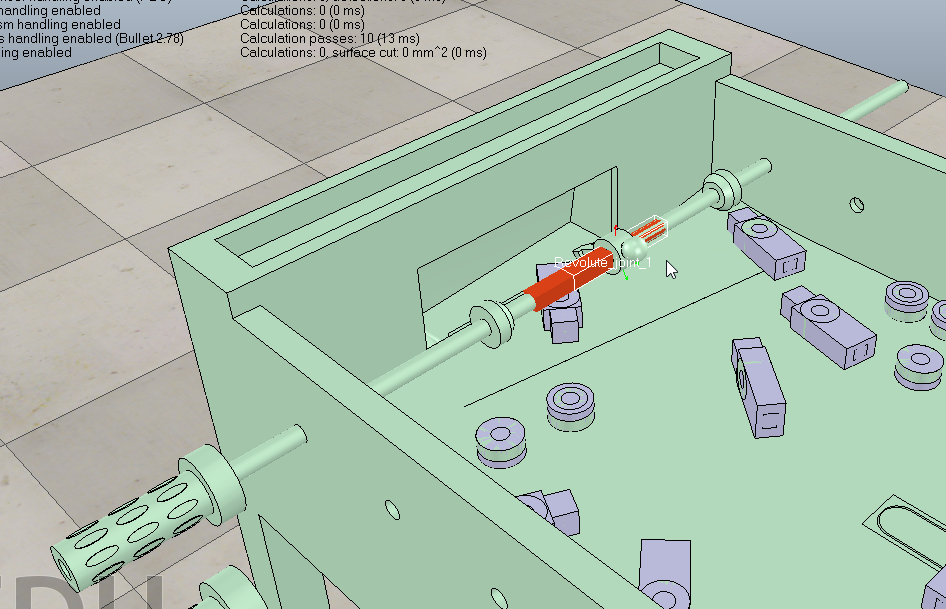 handling enabled
Calculations: 0 (0 ms)
sm handling enabled
Calculations: 0 (0 ms)
s handling enabled (Bullet 2.78)
Calculation passes: 10 (13 ms)
ing enabled
Calculations: 0, surface cut: 0 mm^2 (0 ms)
Revolute_joint_1
EDU